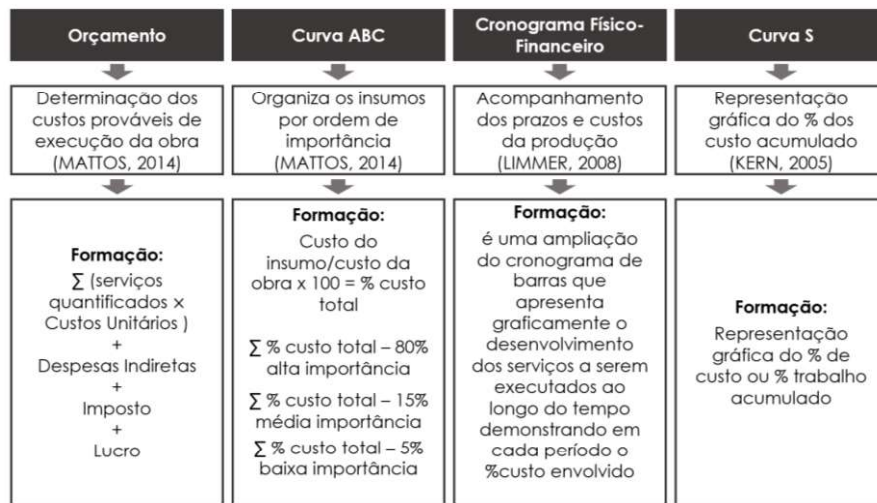 Orçamento
Determinação dos
custos prováveis de
execução da obra
(MATTOS, 2014)
Formação:
∑ (serviços
quantificados ×
Custos Unitários )
+
Despesas Indiretas
+
Imposto
+
Lucro
Curva ABC
Organiza os insumos
por ordem de
importância
(MATTOS, 2014)
Formação:
Custo do
insumo/custo da
obra x 100 = % custo
total
∑ % custo total – 80%
alta importância
∑ % custo total – 15%
média importância
∑ % custo total – 5%
baixa importância
Cronograma Físico-
Financeiro
Acompanhamento
dos prazos e custos
da produção
(LIMMER, 2008)
Formação:
é uma ampliação
do cronograma de
barras que
apresenta
graficamente o
desenvolvimento
dos serviços a serem
executados ao
longo do tempo
demonstrando em
cada período o
%custo envolvido
Curva S
Representação
gráfica do % dos
custo acumulado
(KERN, 2005)
Formação:
Representação
gráfica do % de
custo ou % trabalho
acumulado